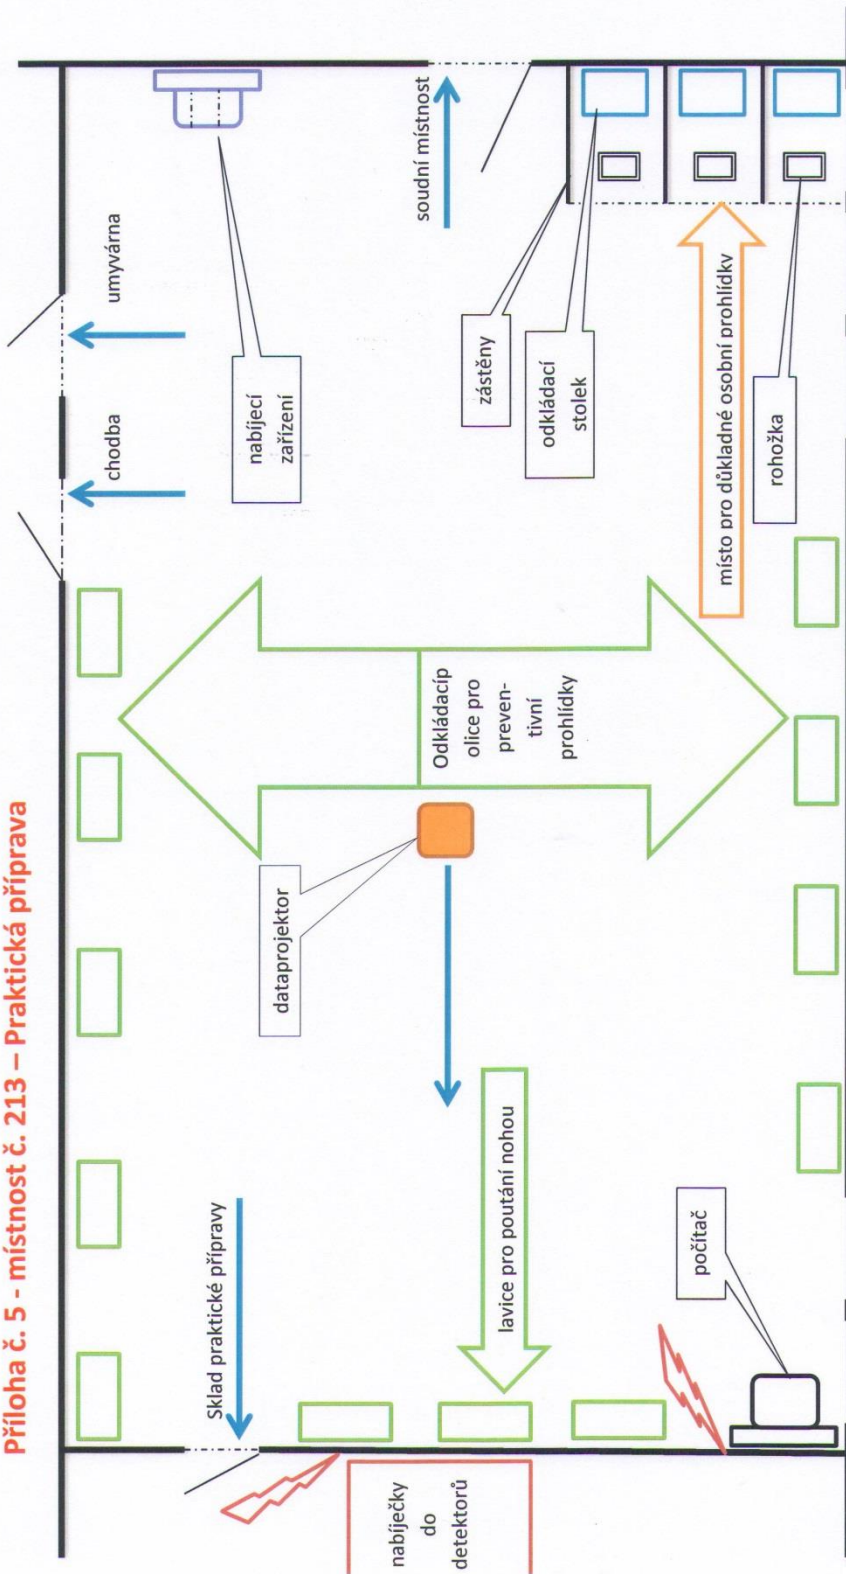 Příloha č. 5 - místnost č. 213 – Praktická příprava
chodba
umyvárna
Sklad praktické přípravy
nabíjecí
zařízení
dataprojektor
nabíječky
do
detektorů
soudní místnost
Odkládacíp
olice pro
preven-
tivní
prohlídky
zástěny
lavice pro poutání nohou
odkládací
stolek
počítač
místo pro důkladné osobní prohlídky
rohožka